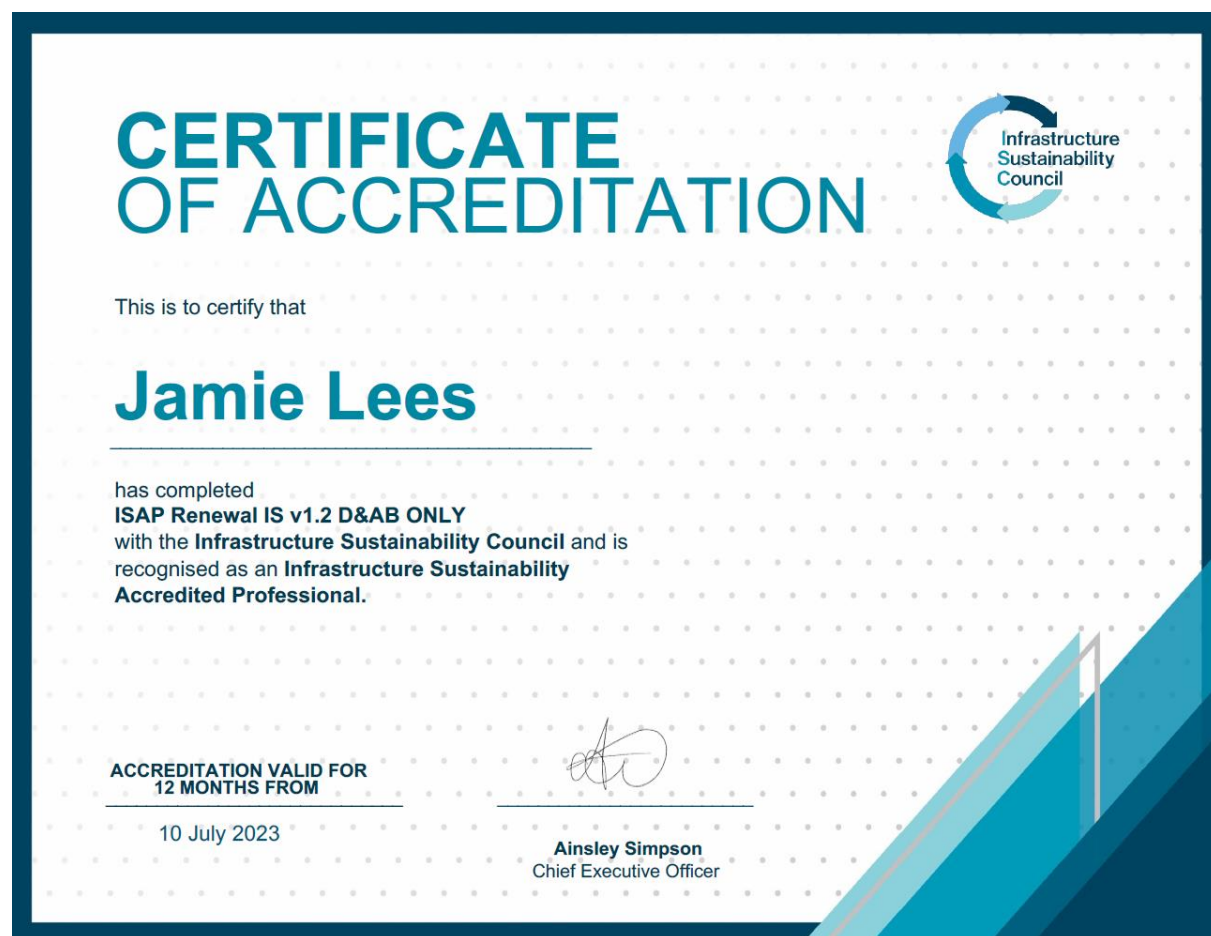 CERTIFICATE
OF ACCREDITATION
Infrastructure
Sustainability
Council
This is to certify that
Jamie Lees
has completed
ISAP Renewal IS v1.2 D&AB ONLY
with the Infrastructure Sustainability Council and is
recognised as an Infrastructure Sustainability
Accredited Professional.
ACCREDITATION VALID FOR
12 MONTHS FROM
10 July 2023
Ainsley Simpson
Chief Executive Officer